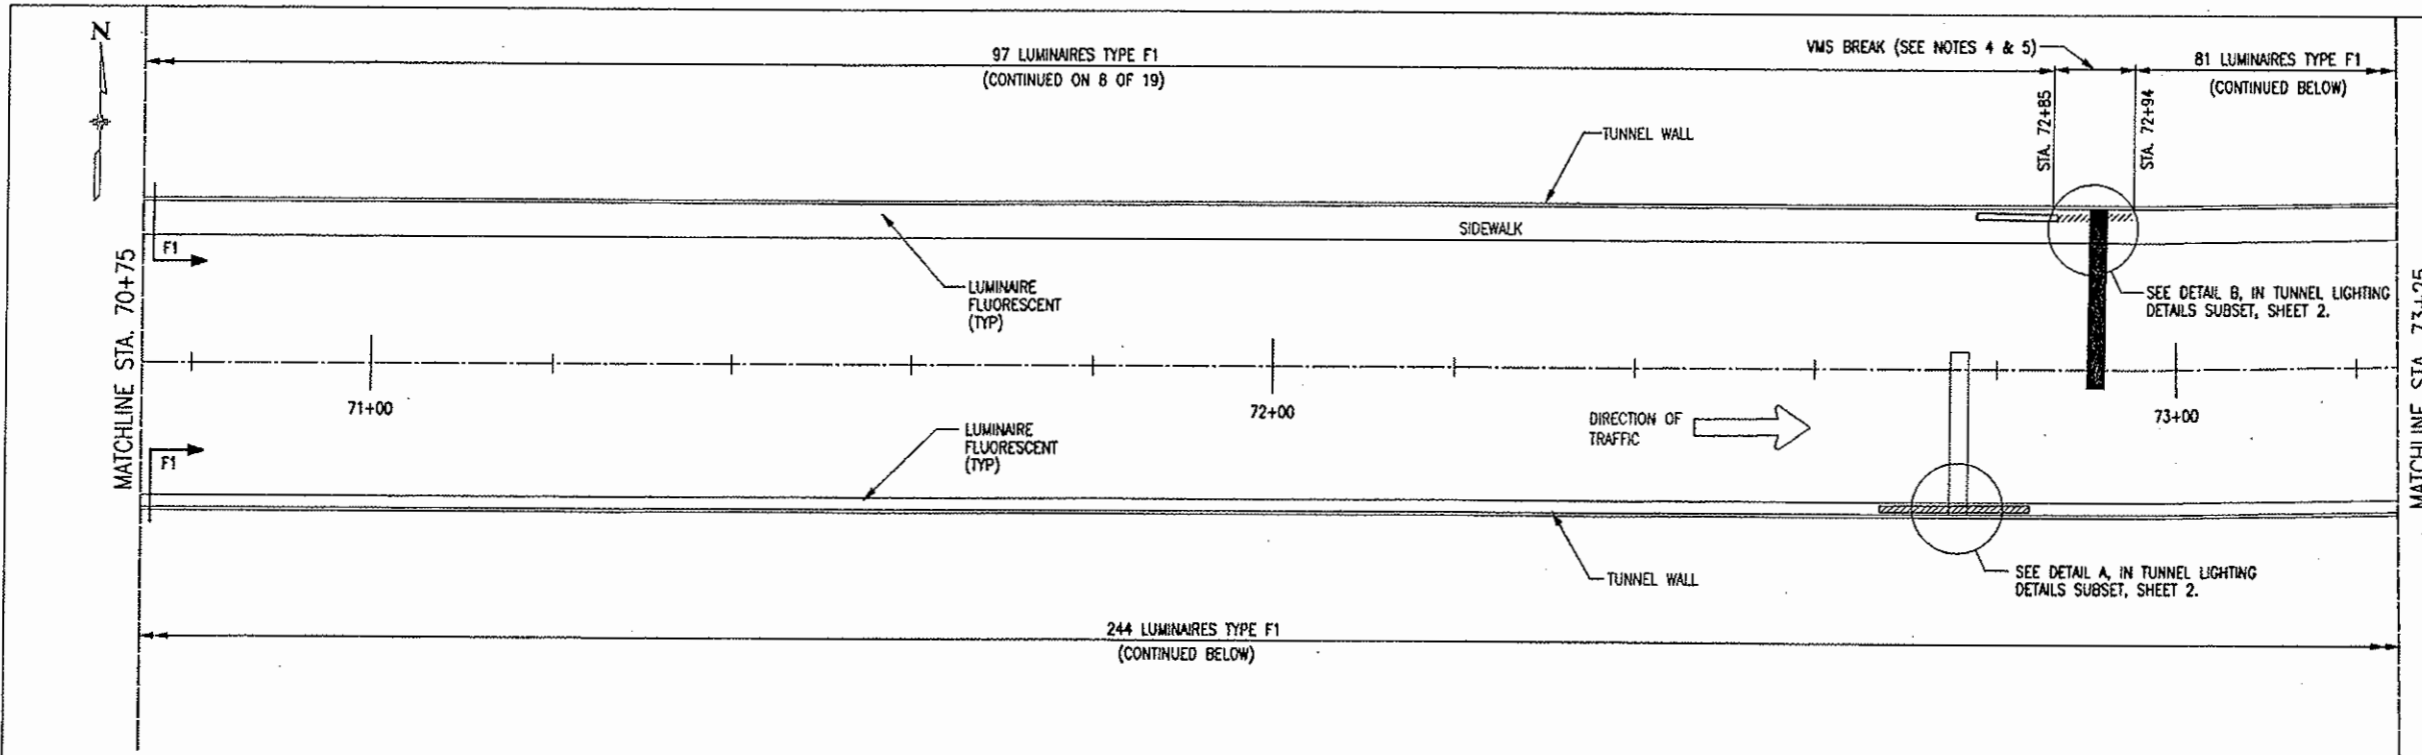 N
97 LUMINAIRES TYPE F1
(CONTINUED ON 8 OF 19)
VMS BREAK (SEE NOTES 4 & 5)
81 LUMINAIRES TYPE F1
(CONTINUED BELOW)
STA. 72+85
STA. 72+94
TUNNEL WALL
SIDEWALK
F1
MATCHLINE STA. 70+75
LUMINAIRE
FLUORESCENT
(TYP)
SEE DETAIL B, IN TUNNEL LIGHTING
DETAILS SUBSET, SHEET 2.
MATCHLINE STA. 73+25
71+00
72+00
73+00
DIRECTION OF
TRAFFIC
LUMINAIRE
FLUORESCENT
(TYP)
F1
TUNNEL WALL
SEE DETAIL A, IN TUNNEL LIGHTING
DETAILS SUBSET, SHEET 2.
244 LUMINAIRES TYPE F1
(CONTINUED BELOW)